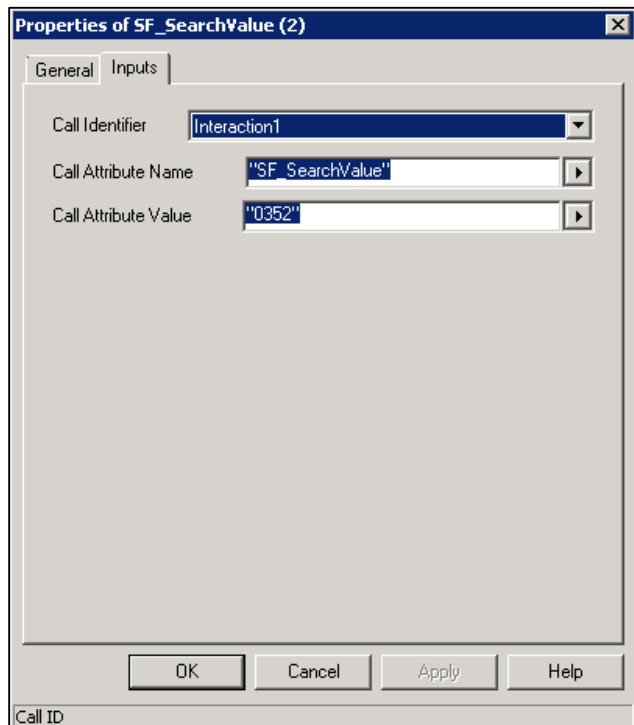 Properties of SF_SearchValue (2)
General Inputs
Call Identifier Interaction1
Call Attribute Name "SF_SearchValue"
Call Attribute Value "0352"
OK Cancel Apply Help
Call ID